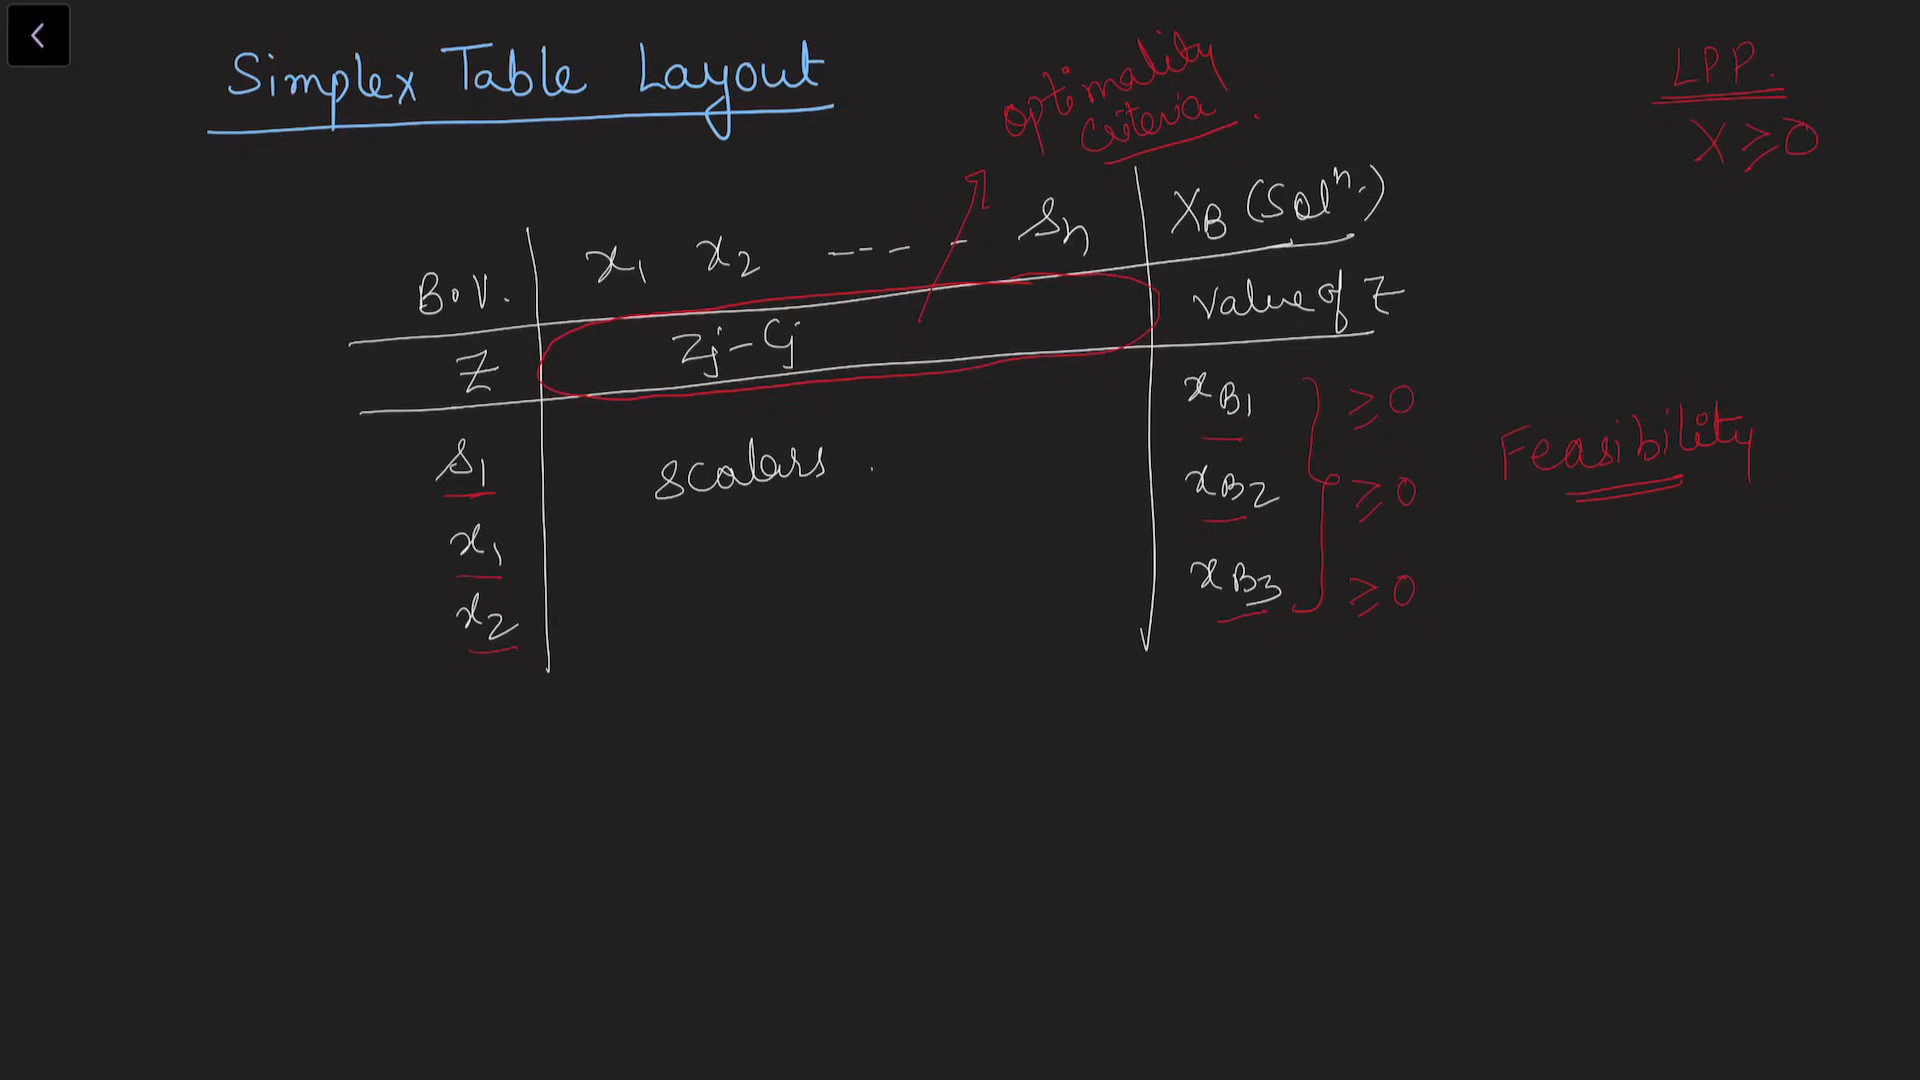 Simplex Table Layout
optimality
criteria.
LPP.
X ≥ 0
B.V. x1 x2 ---- - Sn XB (Solⁿ.)
Z Zj-Cj value of Z
S1 scalars . xB1 ≥0
x1 xB2 ≥0 Feasibility
x2 xB3 ≥0